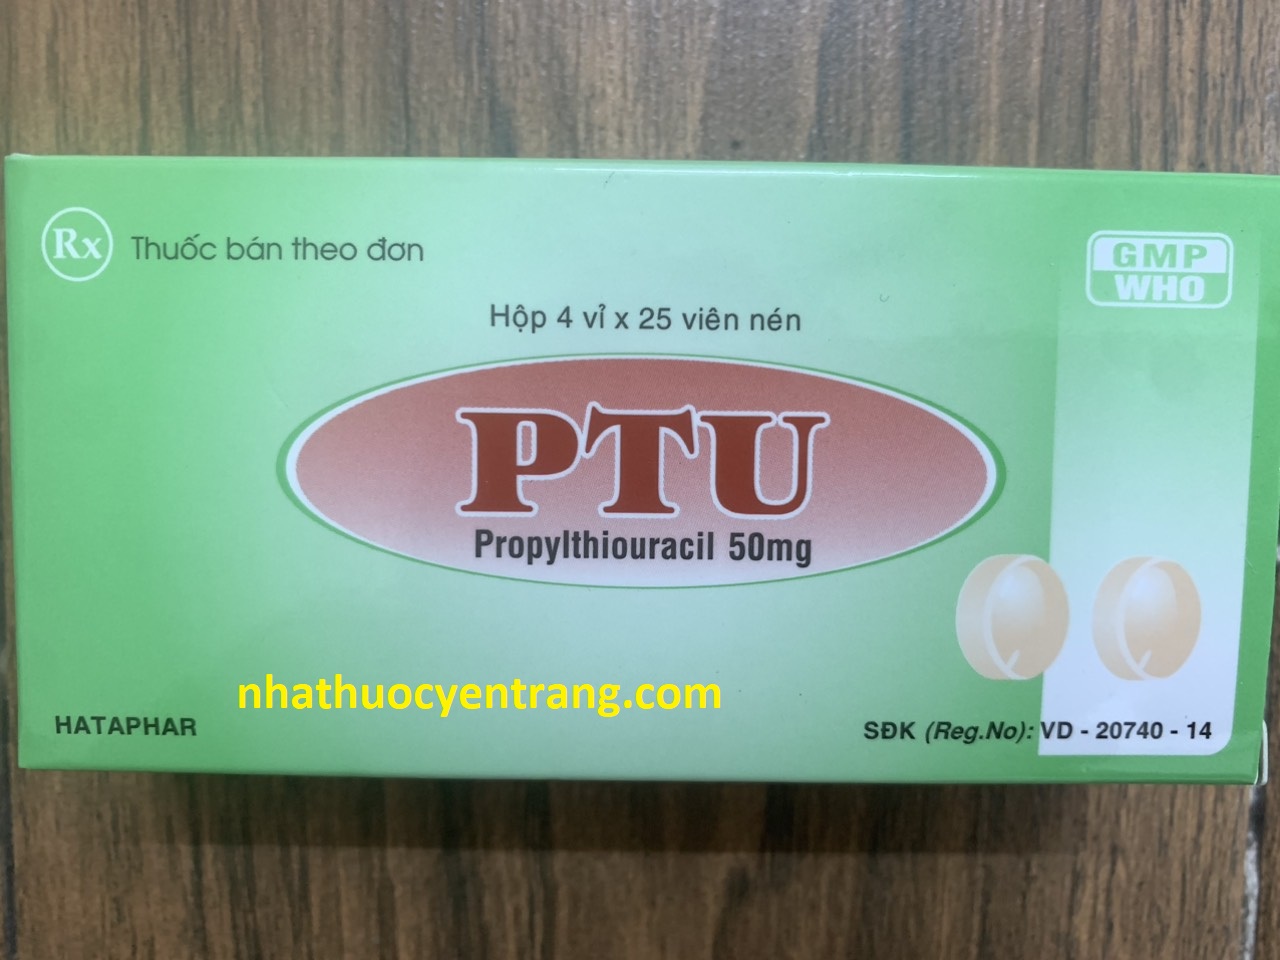 Rx Thuốc bán theo đơn
GMP
WHO
Hộp 4 vỉ x 25 viên nén
PTU
Propylthiouracil 50mg
nhathuocyentrang.com
HATAPHAR
SĐK (Reg.No): VD - 20740 - 14